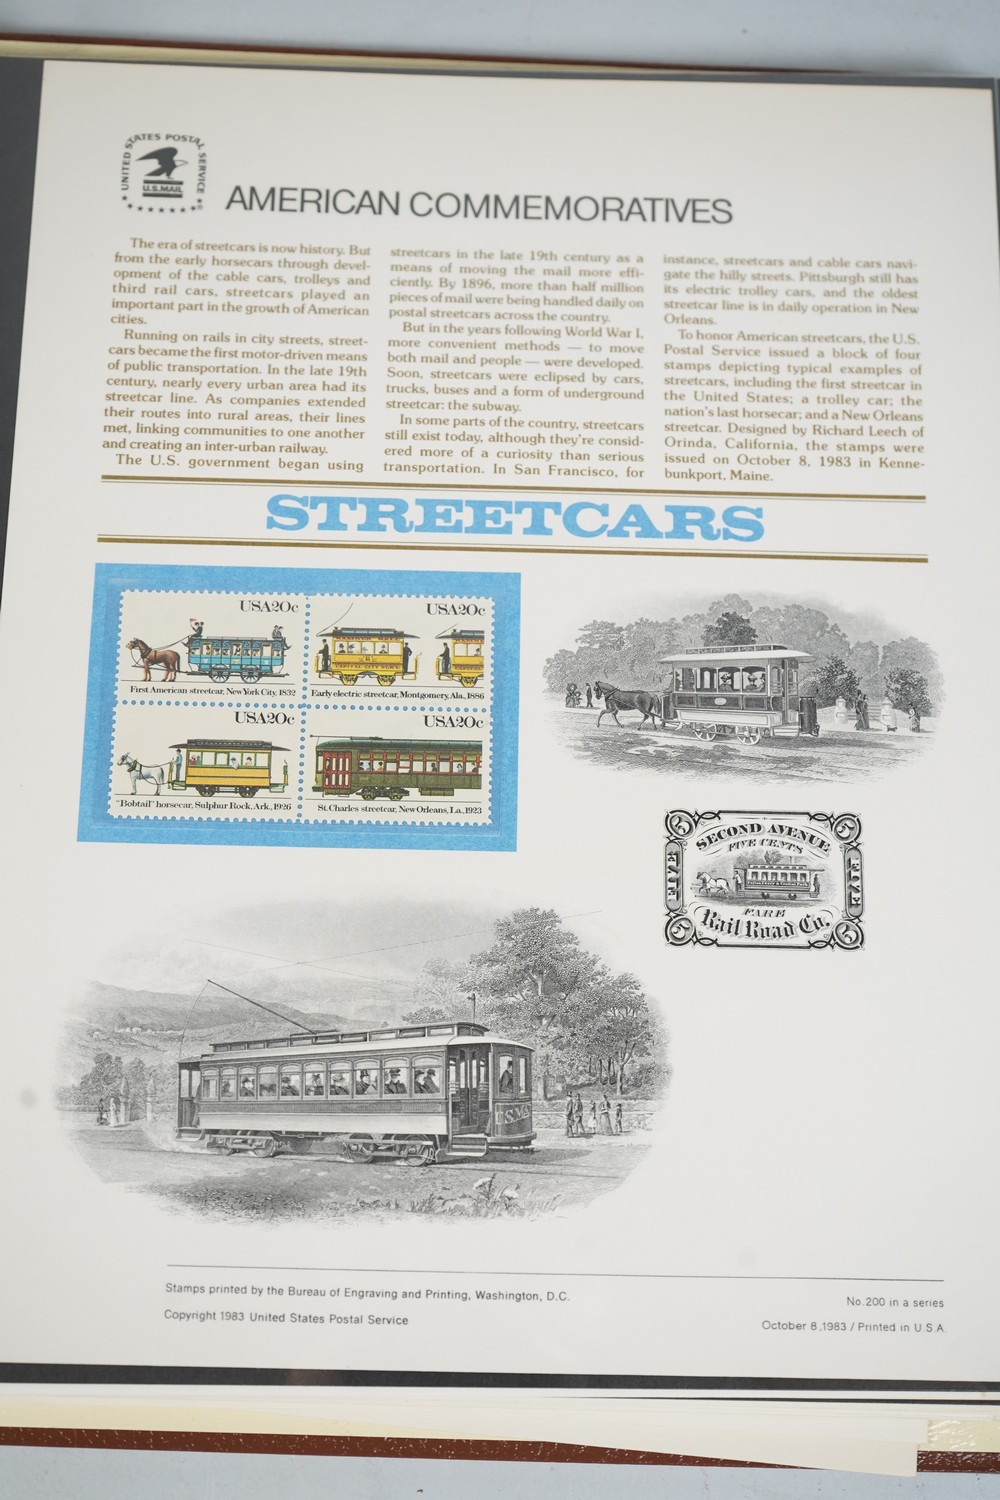 UNITED STATES POSTAL SERVICE
U.S.MAIL
AMERICAN COMMEMORATIVES
The era of streetcars is now history. But
from the early horsecars through devel-
opment of the cable cars, trolleys and
third rail cars, streetcars played an
important part in the growth of American
cities.
Running on rails in city streets, street-
cars became the first motor-driven means
of public transportation. In the late 19th
century, nearly every urban area had its
streetcar line. As companies extended
their routes into rural areas, their lines
met, linking communities to one another
and creating an inter-urban railway.
The U.S. government began using
streetcars in the late 19th century as a
means of moving the mail more effi-
ciently. By 1896, more than half million
pieces of mail were being handled daily on
postal streetcars across the country.
But in the years following World War I,
more convenient methods — to move
both mail and people — were developed.
Soon, streetcars were eclipsed by cars,
trucks, buses and a form of underground
streetcar: the subway.
In some parts of the country, streetcars
still exist today, although they're consid-
ered more of a curiosity than serious
transportation. In San Francisco, for
instance, streetcars and cable cars navi-
gate the hilly streets. Pittsburgh still has
its electric trolley cars, and the oldest
streetcar line is in daily operation in New
Orleans.
To honor American streetcars, the U.S.
Postal Service issued a block of four
stamps depicting typical examples of
streetcars, including the first streetcar in
the United States; a trolley car; the
nation's last horsecar; and a New Orleans
streetcar. Designed by Richard Leech of
Orinda, California, the stamps were
issued on October 8, 1983 in Kenne-
bunkport, Maine.
STREETCARS
USA20c
First American streetcar, New York City, 1832
USA20c
Early electric streetcar, Montgomery, Ala., 1886
USA20c
"Bobtail" horsecar, Sulphur Rock, Ark., 1926
USA20c
St. Charles streetcar, New Orleans, La., 1923
5 5
SECOND AVENUE
FIVE CENTS
FIVE FIVE
FARE
Rail Road Co.
5 5
U.S.M.
Stamps printed by the Bureau of Engraving and Printing, Washington, D.C.
Copyright 1983 United States Postal Service
No.200 in a series
October 8,1983 / Printed in U.S.A.